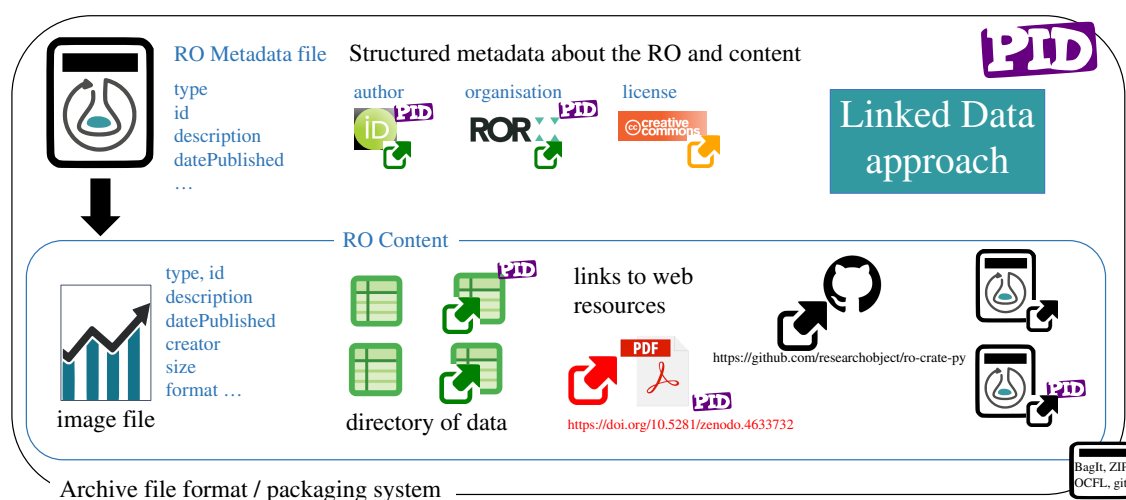 RO Metadata file
Structured metadata about the RO and content
PID
type
id
description
datePublished
…
author
organisation
license
iD
PID
ROR
PID
cc creative commons
Linked Data
approach
RO Content
type, id
description
datePublished
creator
size
format …
image file
PID
directory of data
links to web
resources
PDF
PID
https://doi.org/10.5281/zenodo.4633732
https://github.com/researchobject/ro-crate-py
PID
Archive file format / packaging system
BagIt, ZIP
OCFL, git